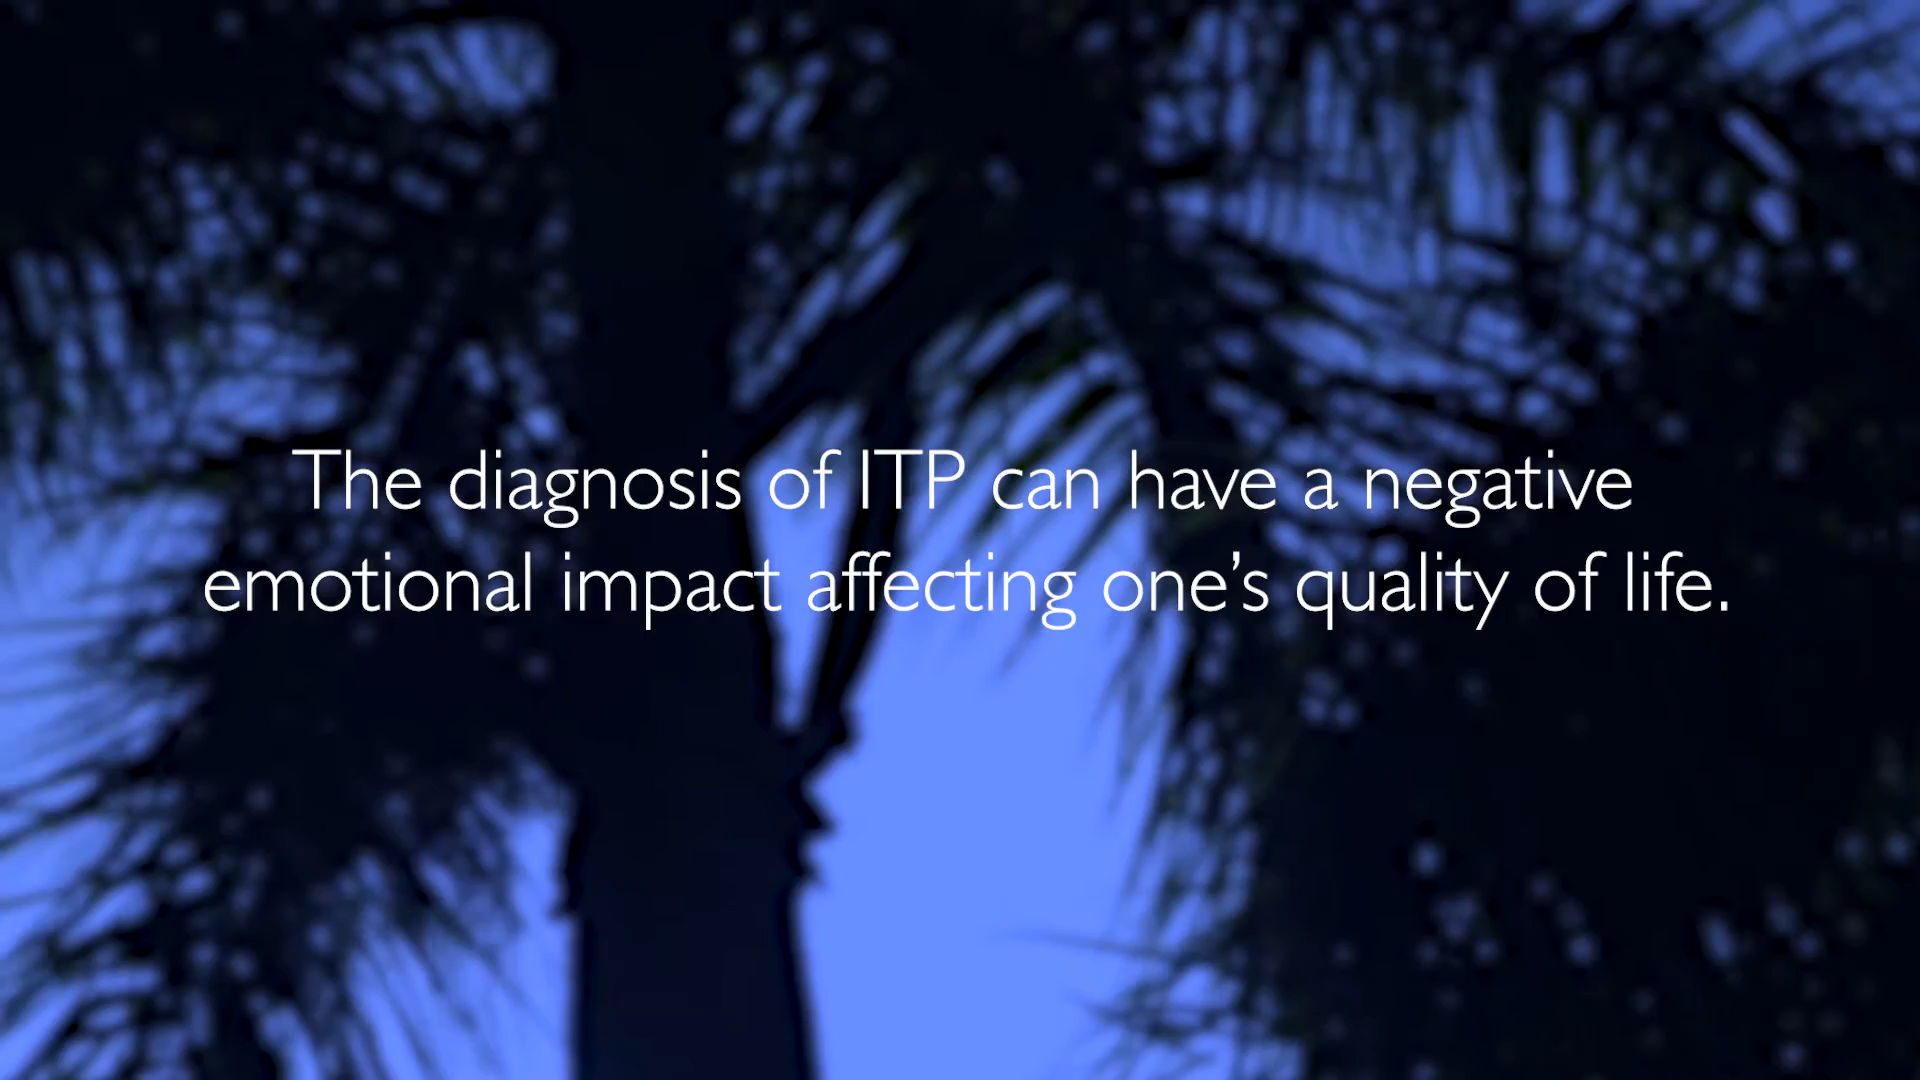 The diagnosis of ITP can have a negative
emotional impact affecting one’s quality of life.